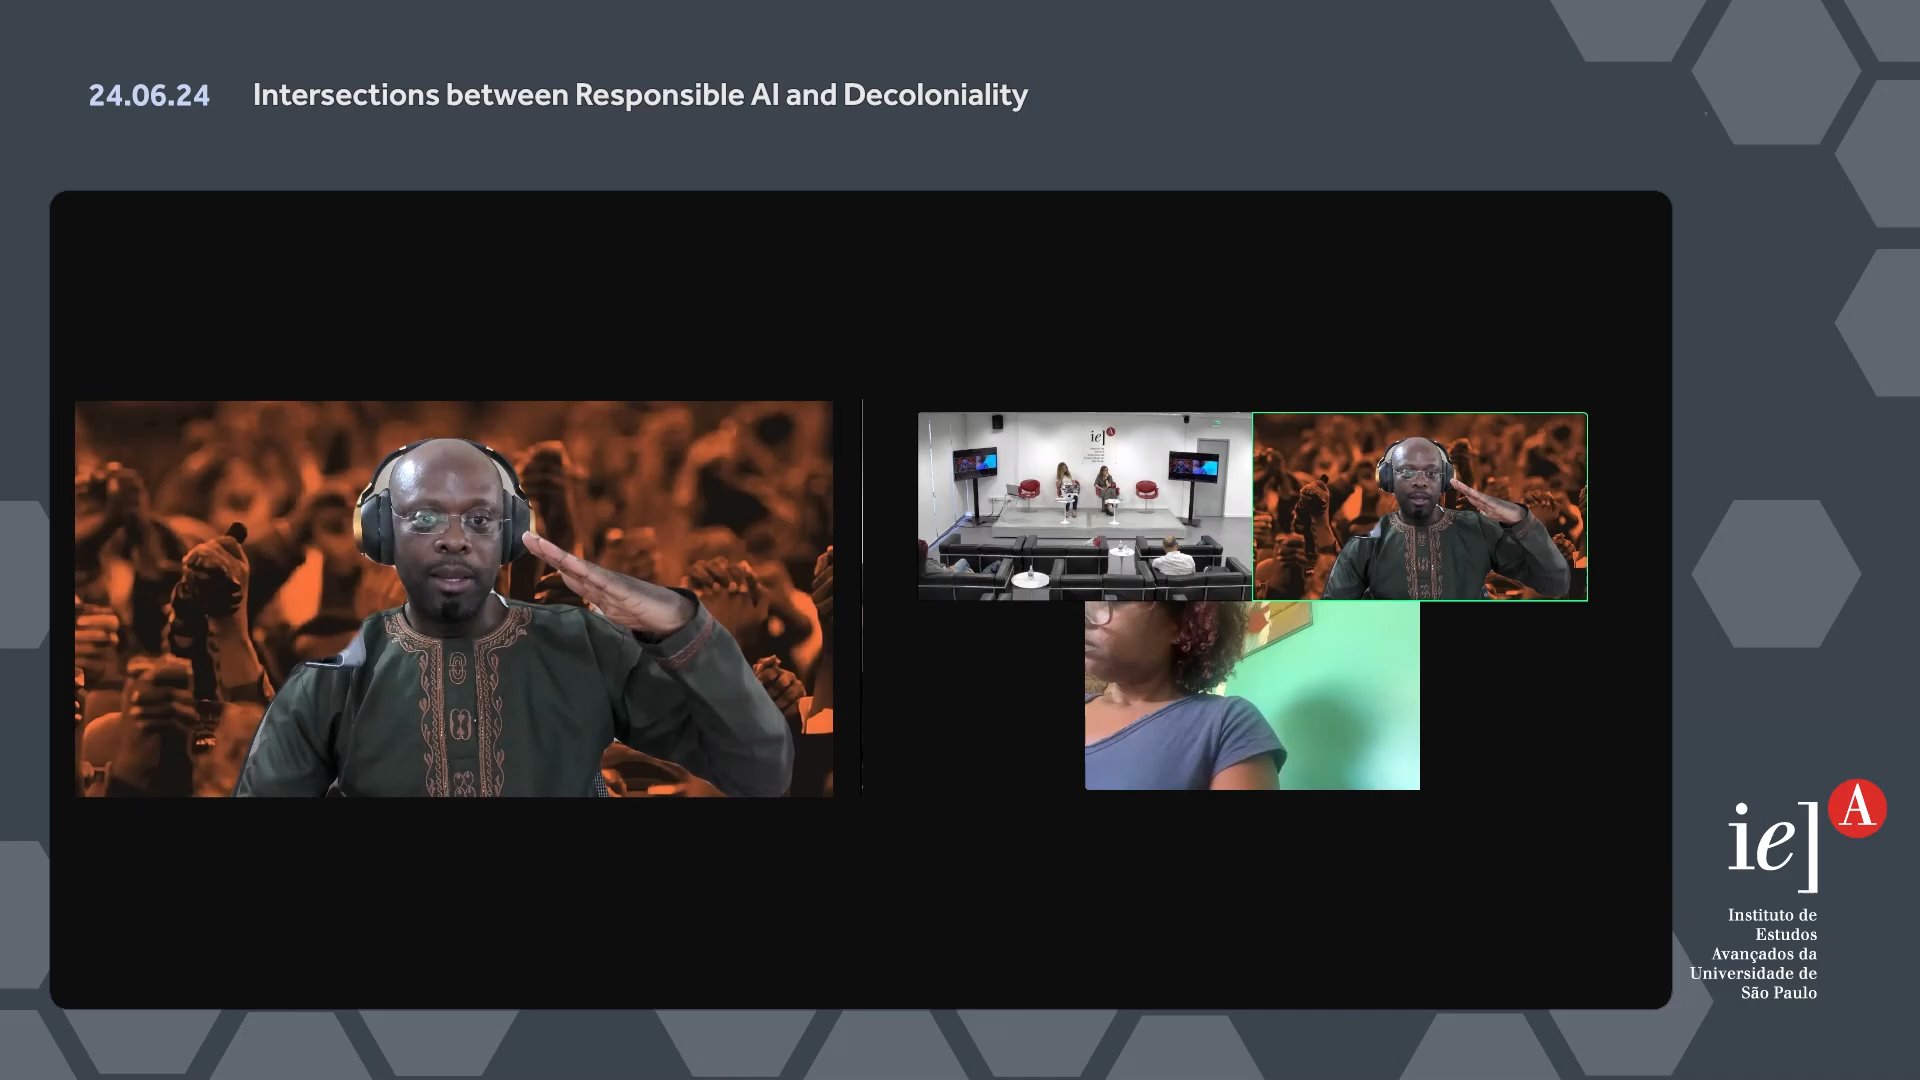 24.06.24 Intersections between Responsible AI and Decoloniality
ie]
ie] A
Instituto de
Estudos
Avançados da
Universidade de
São Paulo